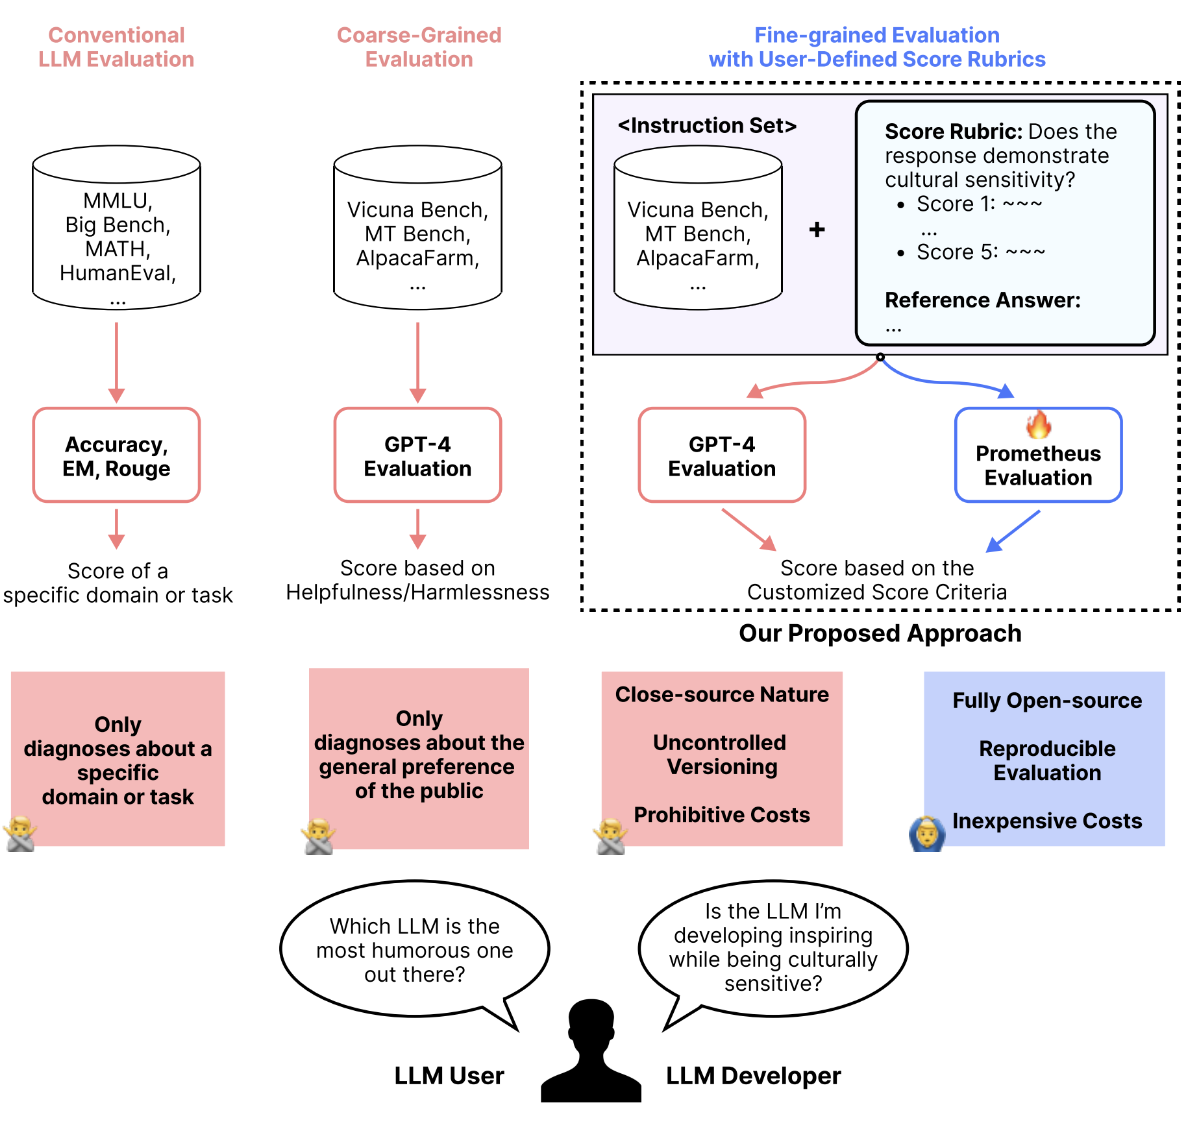 Conventional
LLM Evaluation
Coarse-Grained
Evaluation
Fine-grained Evaluation
with User-Defined Score Rubrics
MMLU,
Big Bench,
MATH,
HumanEval,
...
Accuracy,
EM, Rouge
Score of a
specific domain or task
Vicuna Bench,
MT Bench,
AlpacaFarm,
...
GPT-4
Evaluation
Score based on
Helpfulness/Harmlessness
<Instruction Set>
Vicuna Bench,
MT Bench,
AlpacaFarm,
...
+
Score Rubric: Does the
response demonstrate
cultural sensitivity?
• Score 1: ~~~
...
• Score 5: ~~~
Reference Answer:
...
GPT-4
Evaluation
Prometheus
Evaluation
Score based on the
Customized Score Criteria
Our Proposed Approach
Only
diagnoses about a
specific
domain or task
Only
diagnoses about the
general preference
of the public
Close-source Nature
Uncontrolled
Versioning
Prohibitive Costs
Fully Open-source
Reproducible
Evaluation
Inexpensive Costs
Which LLM is the
most humorous one
out there?
Is the LLM I’m
developing inspiring
while being culturally
sensitive?
LLM User
LLM Developer